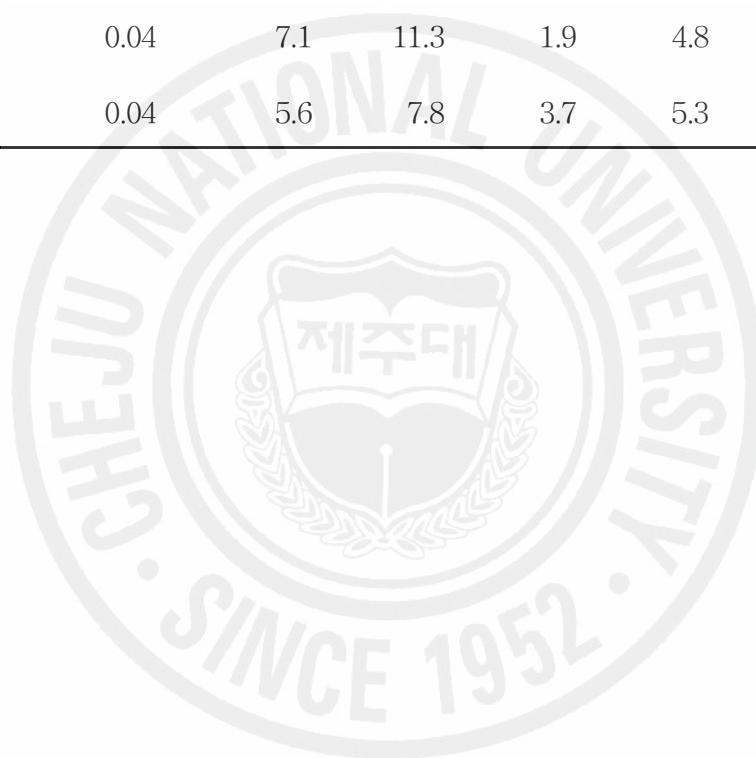 0.04 7.1 11.3 1.9 4.8
0.04 5.6 7.8 3.7 5.3
CHEJU NATIONAL UNIVERSITY
제주대
· SINCE 1952 ·